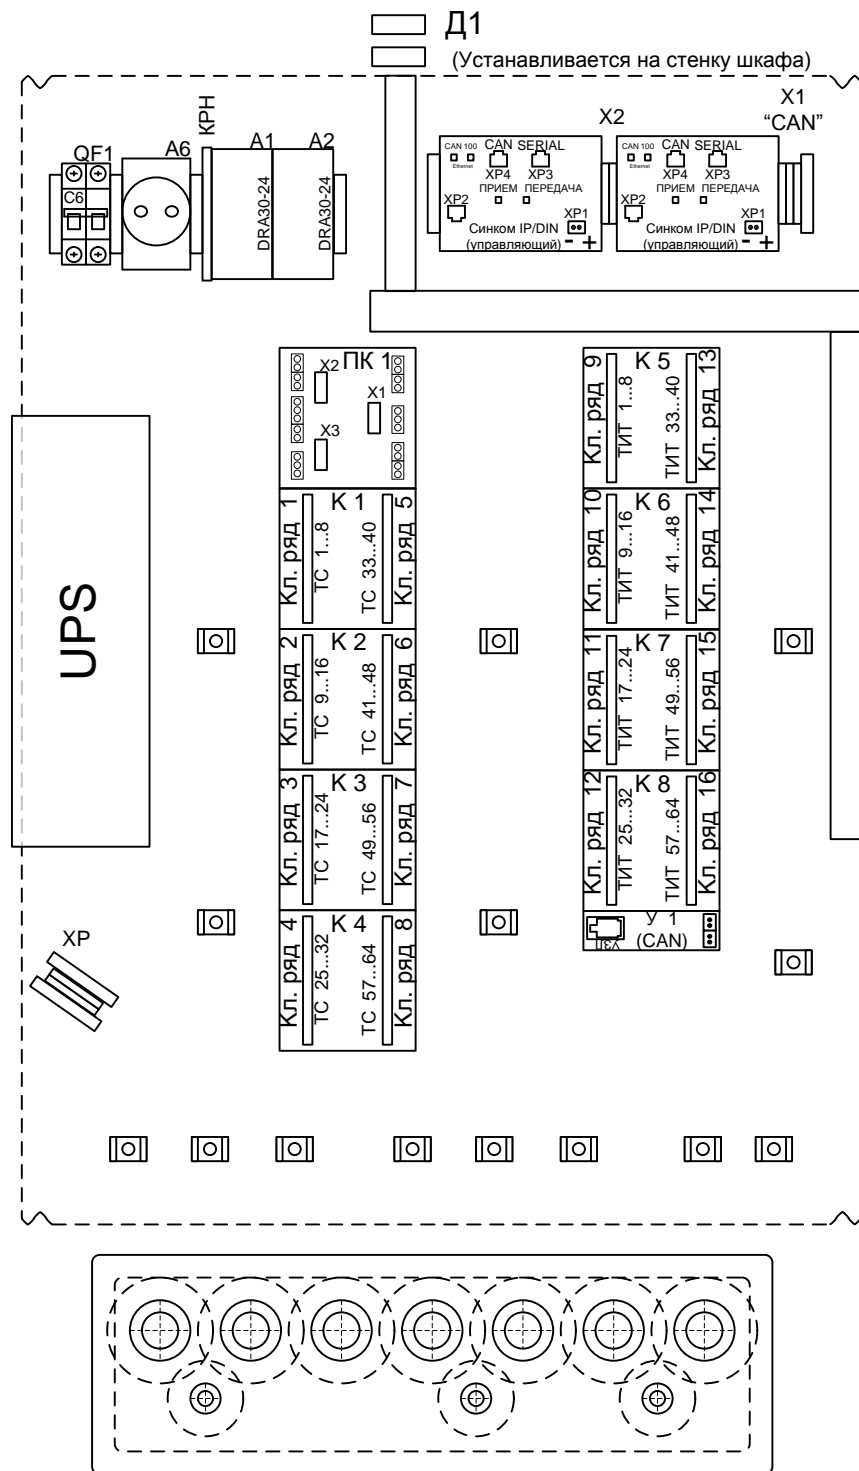 Д1
(Устанавливается на стенку шкафа)
QF1
C6
A6
КРН
A1
DRA30-24
A2
DRA30-24
X2
X1
“CAN”
CAN 100
Ethernet
CAN
SERIAL
XP4
XP3
ПРИЕМ
ПЕРЕДАЧА
XP2
XP1
Синком IP/DIN
(управляющий)
- +
CAN 100
Ethernet
CAN
SERIAL
XP4
XP3
ПРИЕМ
ПЕРЕДАЧА
XP2
XP1
Синком IP/DIN
(управляющий)
- +
UPS
XP
ПК 1
X2
X1
X3
Кл. ряд 1
К 1
ТС 1...8
ТС 33...40
Кл. ряд 5
Кл. ряд 2
К 2
ТС 9...16
ТС 41...48
Кл. ряд 6
Кл. ряд 3
К 3
ТС 17...24
ТС 49...56
Кл. ряд 7
Кл. ряд 4
К 4
ТС 25...32
ТС 57...64
Кл. ряд 8
Кл. ряд 9
К 5
ТИТ 1...8
ТИТ 33...40
Кл. ряд 13
Кл. ряд 10
К 6
ТИТ 9...16
ТИТ 41...48
Кл. ряд 14
Кл. ряд 11
К 7
ТИТ 17...24
ТИТ 49...56
Кл. ряд 15
Кл. ряд 12
К 8
ТИТ 25...32
ТИТ 57...64
Кл. ряд 16
УЗП
У 1
(CAN)